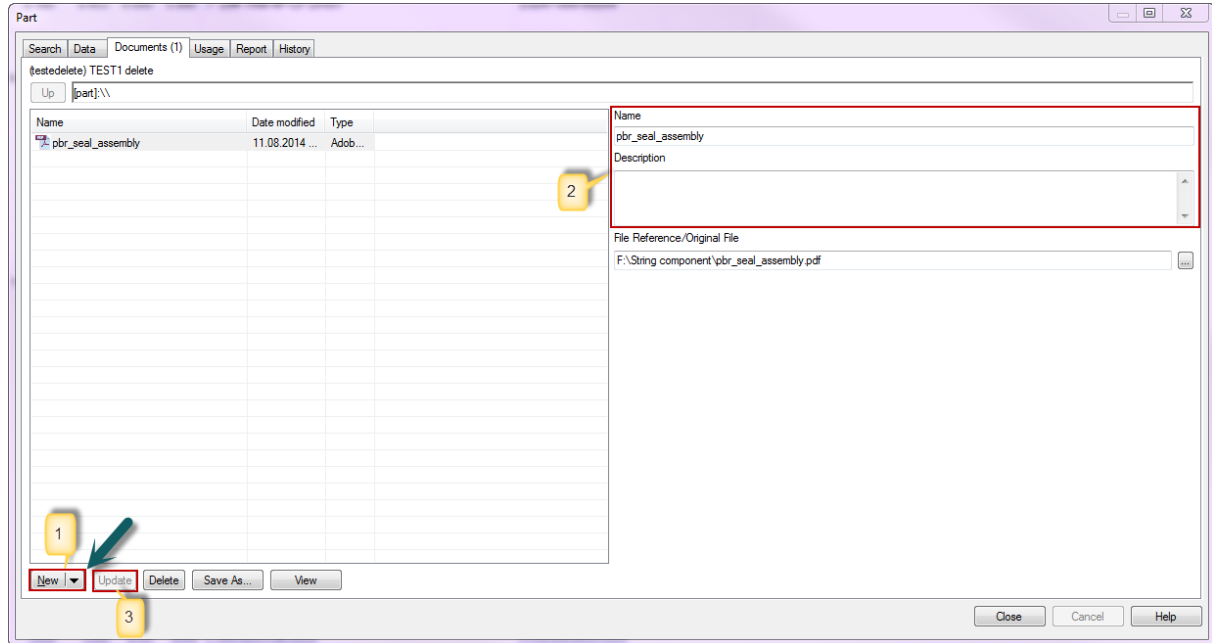 Part
Search Data Documents (1) Usage Report History
(testedelete) TEST1 delete
Up [part]:\\
Name Date modified Type
pbr_seal_assembly 11.08.2014 ... Adob...
Name
pbr_seal_assembly
Description
2
File Reference/Original File
F:\String component\pbr_seal_assembly.pdf ...
1
New Update Delete Save As... View
3
Close Cancel Help